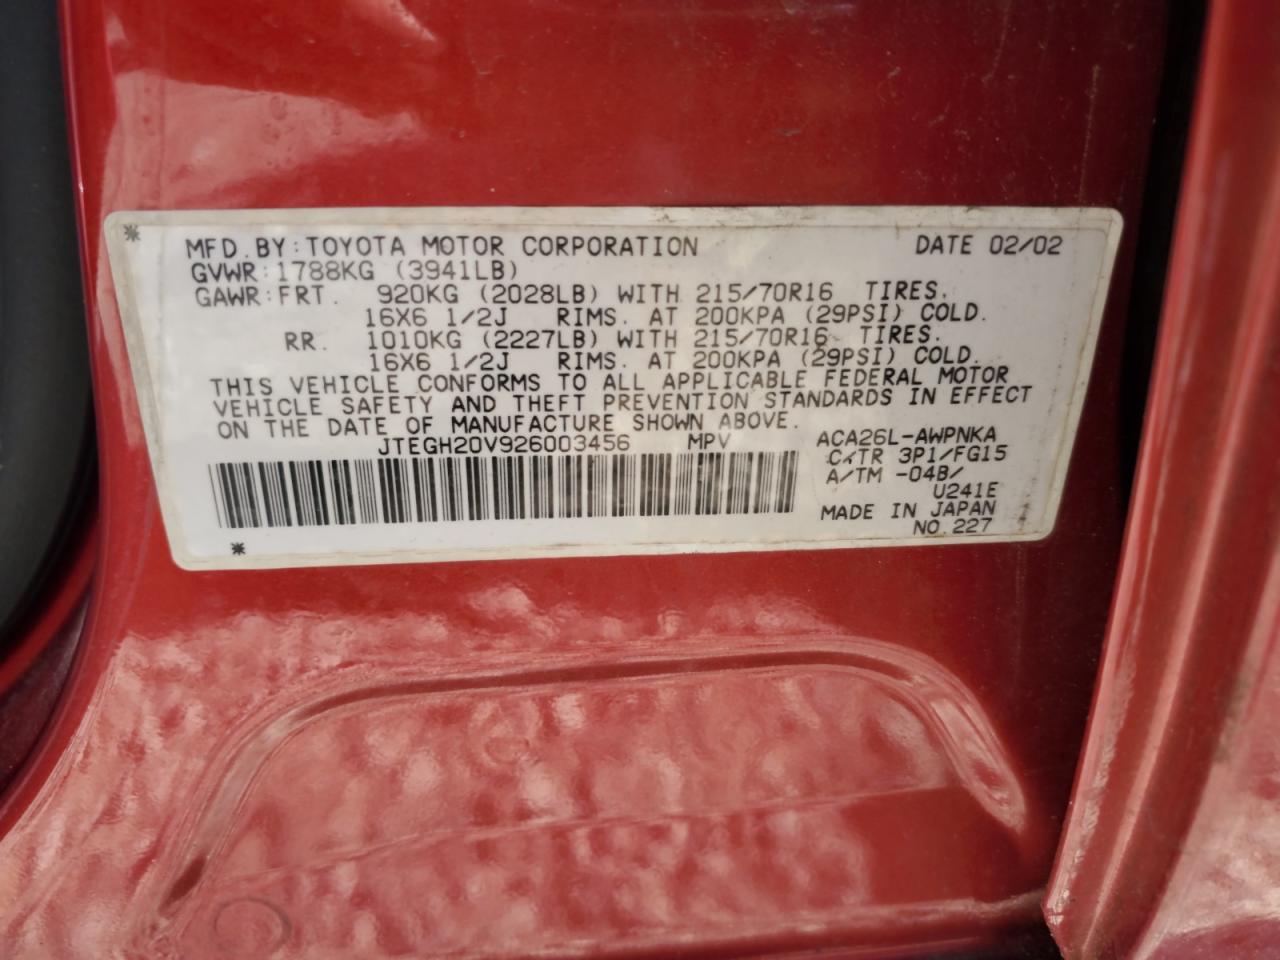 MFD. BY: TOYOTA MOTOR CORPORATION DATE 02/02
GVWR: 1788KG (3941LB)
GAWR: FRT. 920KG (2028LB) WITH 215/70R16 TIRES.
16X6 1/2J RIMS. AT 200KPA (29PSI) COLD.
RR. 1010KG (2227LB) WITH 215/70R16 TIRES.
16X6 1/2J RIMS. AT 200KPA (29PSI) COLD.
THIS VEHICLE CONFORMS TO ALL APPLICABLE FEDERAL MOTOR
VEHICLE SAFETY AND THEFT PREVENTION STANDARDS IN EFFECT
ON THE DATE OF MANUFACTURE SHOWN ABOVE.
JTEGH20V926003456 MPV ACA26L-AWPNKA
C/TR 3P1/FG15
A/TM -04B/
U241E
MADE IN JAPAN
NO.227